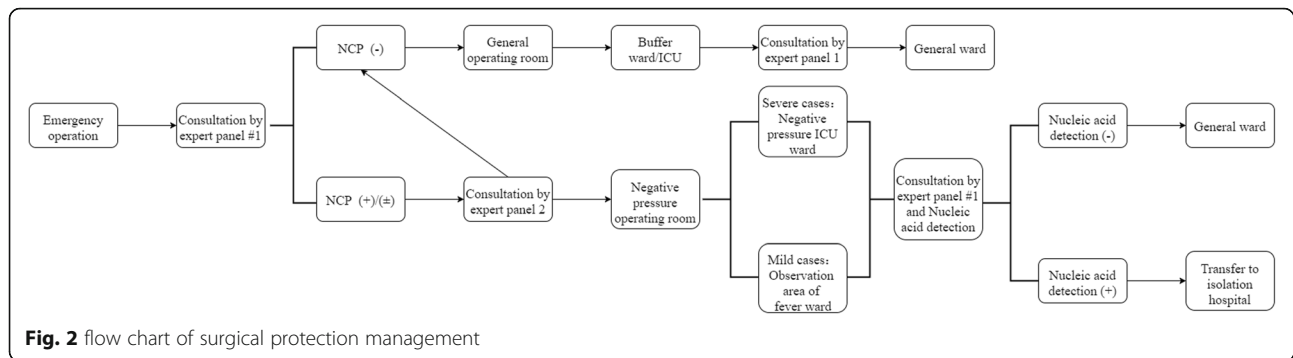 NCP (-)
General
operating room
Buffer
ward/ICU
Consultation by
expert panel 1
General ward
Emergency
operation
Consultation by
expert panel #1
NCP (+)/(±)
Consultation by
expert panel 2
Negative
pressure
operating room
Severe cases:
Negative
pressure ICU
ward
Mild cases:
Observation
area of
fever ward
Consultation by
expert panel #1
and Nucleic
acid detection
Nucleic acid
detection (-)
General ward
Nucleic acid
detection (+)
Transfer to
isolation
hospital
Fig. 2 flow chart of surgical protection management